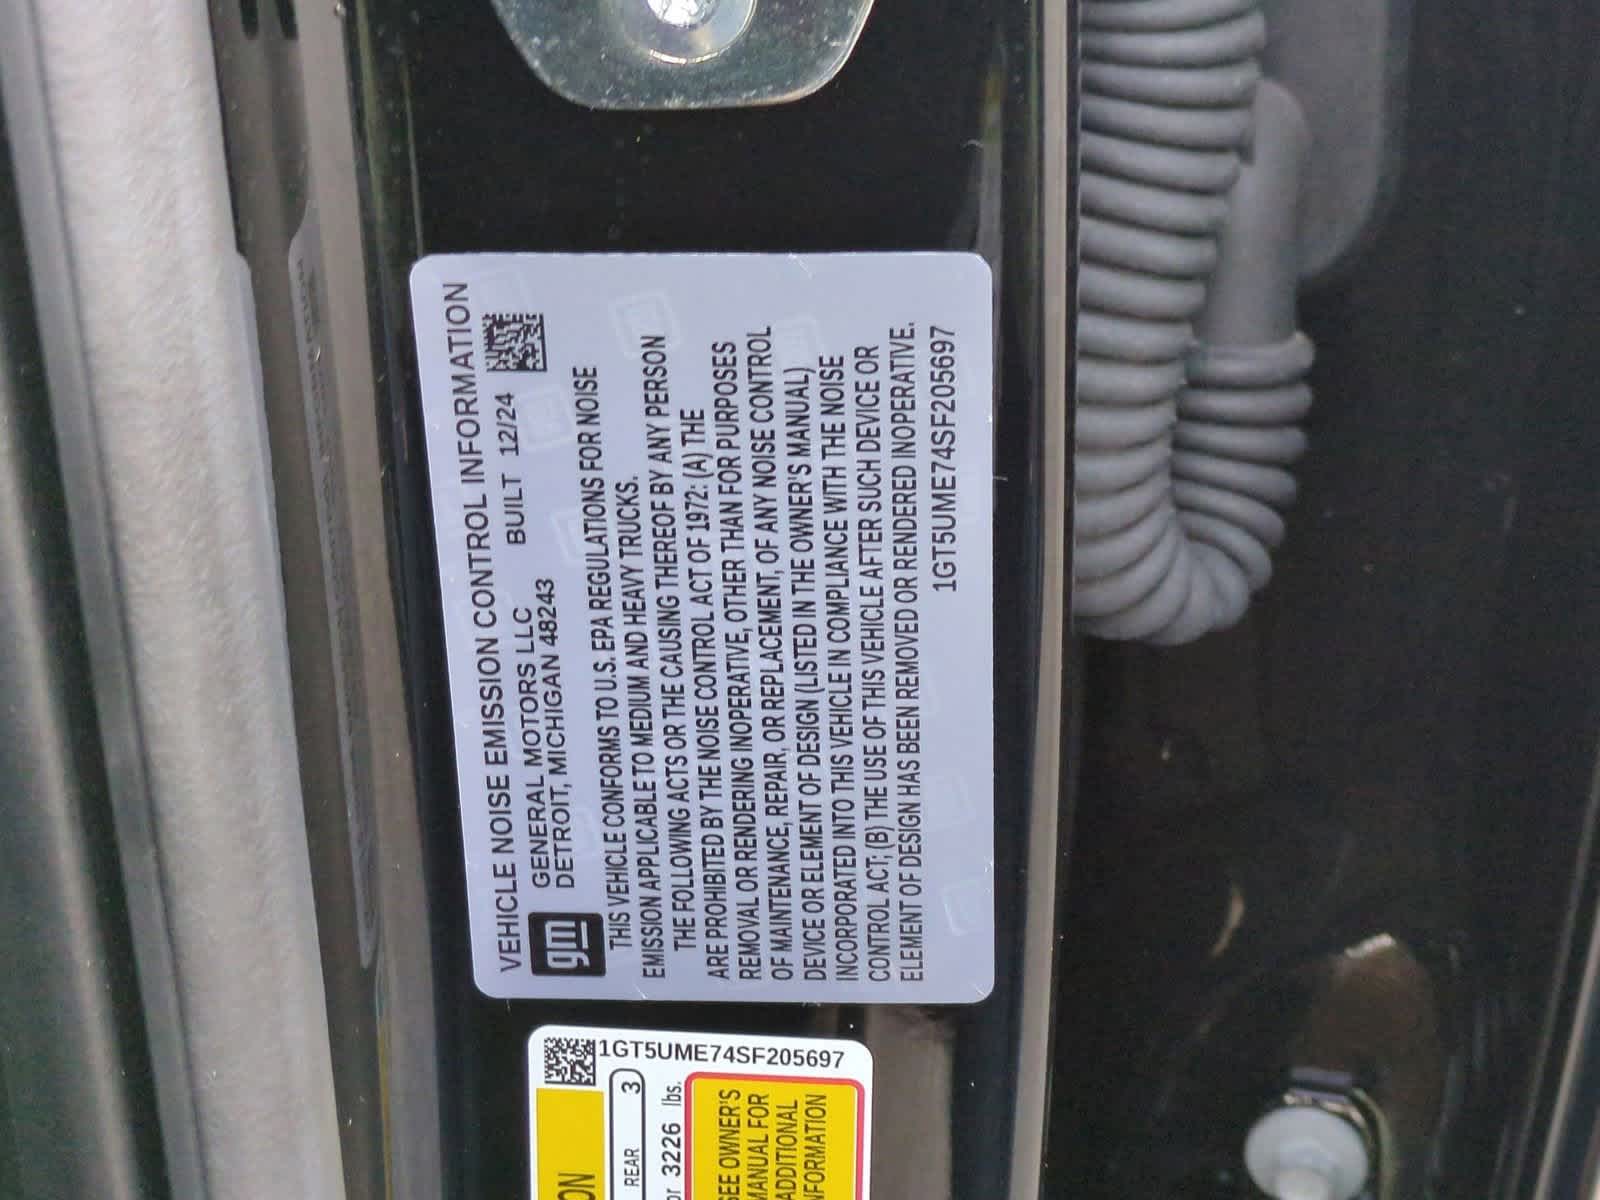 VEHICLE NOISE EMISSION CONTROL INFORMATION
gm
GENERAL MOTORS LLC BUILT 12/24
DETROIT, MICHIGAN 48243
THIS VEHICLE CONFORMS TO U.S. EPA REGULATIONS FOR NOISE
EMISSION APPLICABLE TO MEDIUM AND HEAVY TRUCKS.
THE FOLLOWING ACTS OR THE CAUSING THEREOF BY ANY PERSON
ARE PROHIBITED BY THE NOISE CONTROL ACT OF 1972: (A) THE
REMOVAL OR RENDERING INOPERATIVE, OTHER THAN FOR PURPOSES
OF MAINTENANCE, REPAIR, OR REPLACEMENT, OF ANY NOISE CONTROL
DEVICE OR ELEMENT OF DESIGN (LISTED IN THE OWNER'S MANUAL)
INCORPORATED INTO THIS VEHICLE IN COMPLIANCE WITH THE NOISE
CONTROL ACT; (B) THE USE OF THIS VEHICLE AFTER SUCH DEVICE OR
ELEMENT OF DESIGN HAS BEEN REMOVED OR RENDERED INOPERATIVE.
1GT5UME74SF205697
1GT5UME74SF205697
ON
REAR 3
or 3226 lbs.
SEE OWNER'S
MANUAL FOR
ADDITIONAL
INFORMATION